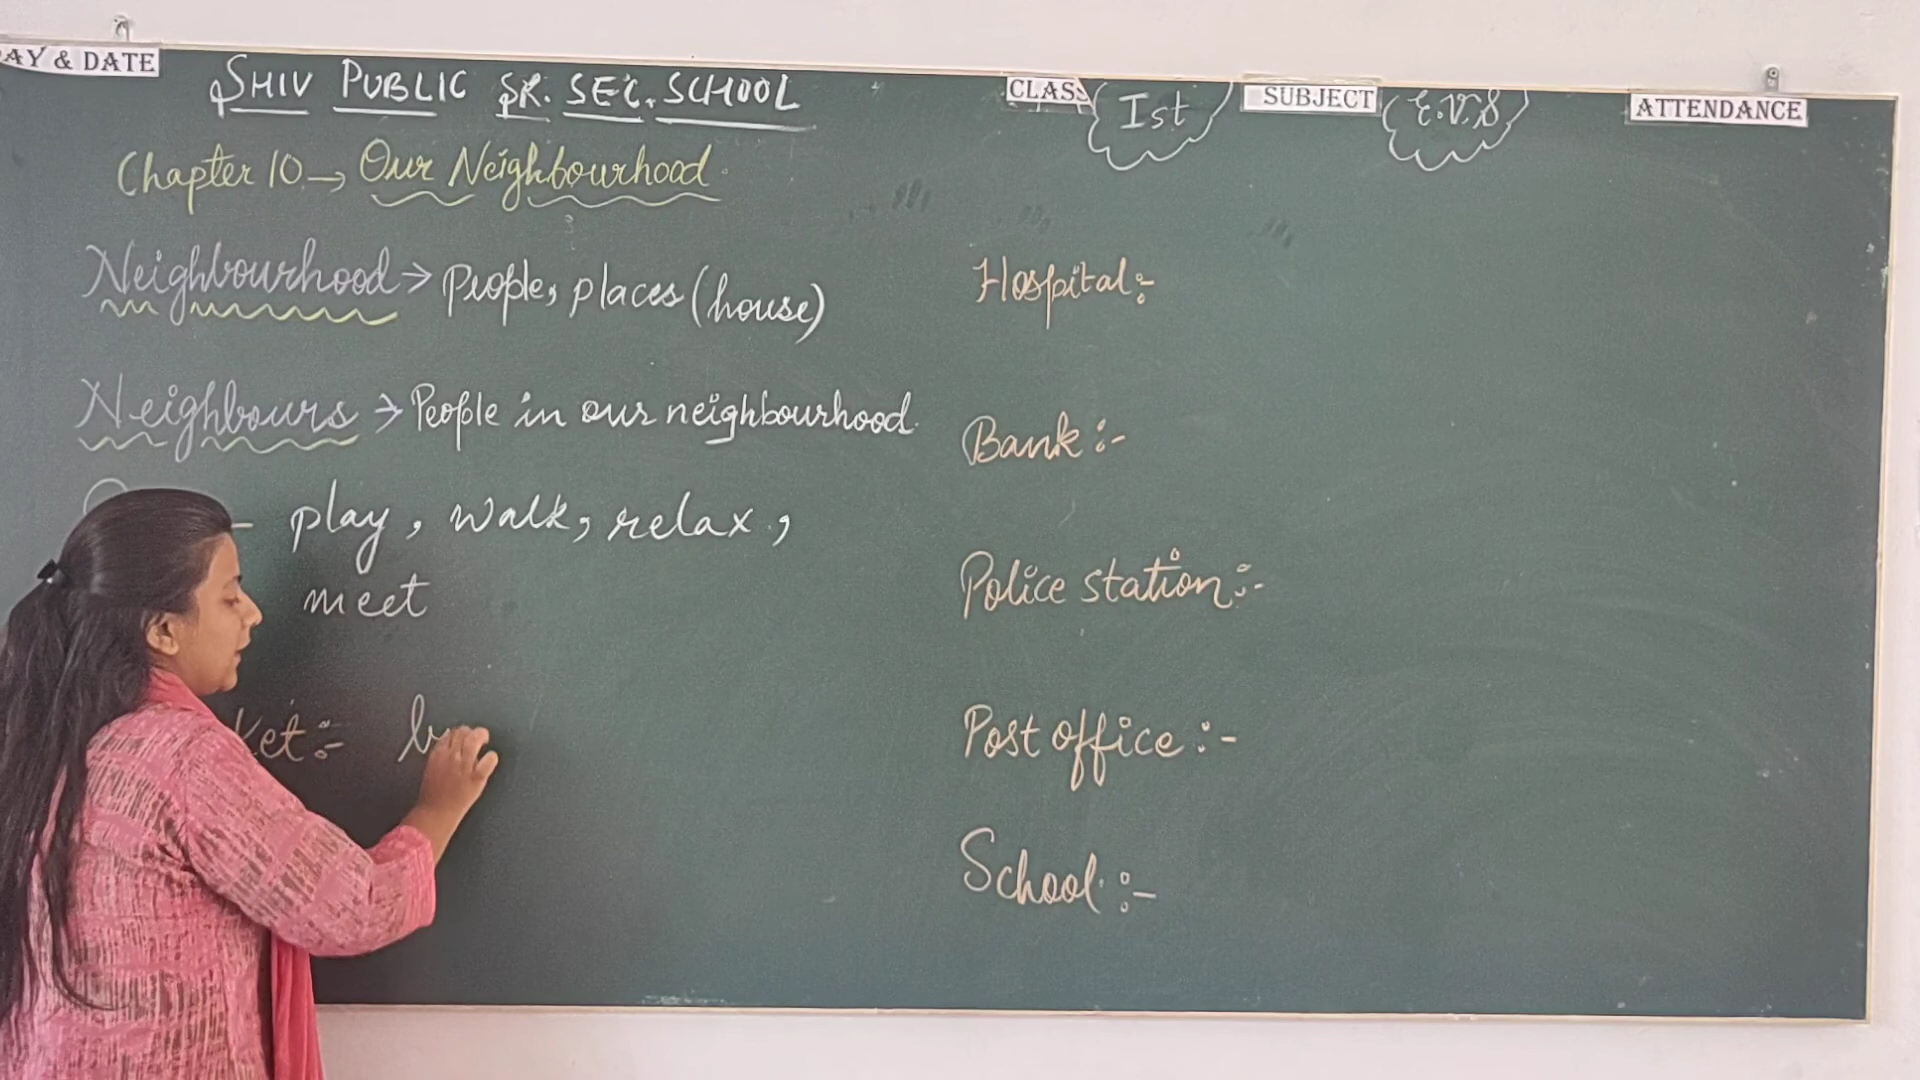 AY & DATE
SHIV PUBLIC SR. SEC. SCHOOL
CLASS Ist
SUBJECT E.V.S
ATTENDANCE
Chapter 10 → Our Neighbourhood.
Neighbourhood → People, places (house)
Neighbours → People in our neighbourhood.
play, walk, relax,
meet
ket :-
Hospital :-
Bank :-
Police station :-
Post office :-
School :-